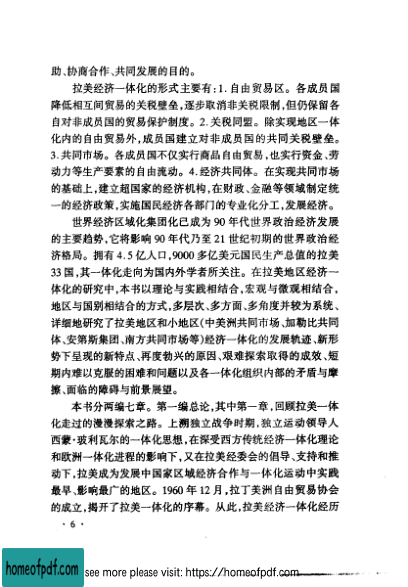 助、协商合作、共同发展的目的。
拉美经济一体化的形式主要有:1.自由贸易区。各成员国
降低相互间贸易的关税壁垒,逐步取消非关税限制,但仍保留各
自对非成员国的贸易保护制度。2.关税同盟。除实现地区一体
化内的自由贸易外,成员国建立对非成员国的共同关税壁垒。
3.共同市场。各成员国不仅实行商品自由贸易,也实行资金、劳
动力等生产要素的自由流动。4.经济共同体。在实现共同市场
的基础上,建立超国家的经济机构,在财政、金融等领域制定统
一的经济政策,实施国民经济各部门的专业化分工,发展经济。
世界经济区域化集团化已成为90年代世界政治经济发展
的主要趋势,它将影响90年代乃至21世纪初期的世界政治经
济格局。拥有4.5亿人口,9000多亿美元国民生产总值的拉美
33国,其一体化走向为国内外学者所关注。在拉美地区经济一
体化的研究中,本书以理论与实践相结合,宏观与微观相结合,
地区与国别相结合的方式,多层次、多方面、多角度并较为系统、
详细地研究了拉美地区和小地区(中美洲共同市场、加勒比共同
体、安第斯集团、南方共同市场等)经济一体化的发展轨迹、新形
势下呈现的新特点、再度勃兴的原因、艰难探索取得的成效、短
期内难以克服的困难和问题以及各一体化组织内部的矛盾与摩
擦、面临的障碍与前景展望。
本书分两编七章。第一编总论,其中第一章,回顾拉美一体
化走过的漫漫探索之路。上溯独立战争时期,独立运动领导人
西蒙·玻利瓦尔的一体化思想,在深受西方传统经济一体化理论
和欧洲一体化进程的影响下,又在拉美经委会的倡导、支持和推
动下,拉美成为发展中国家区域经济合作与一体化运动中实践
最早、影响最广的地区。1960年12月,拉丁美洲自由贸易协会
的成立,揭开了拉美一体化的序幕。从此,拉美经济一体化经历
·6·
homeofpdf.com
see more please visit: https://homeofpdf.com